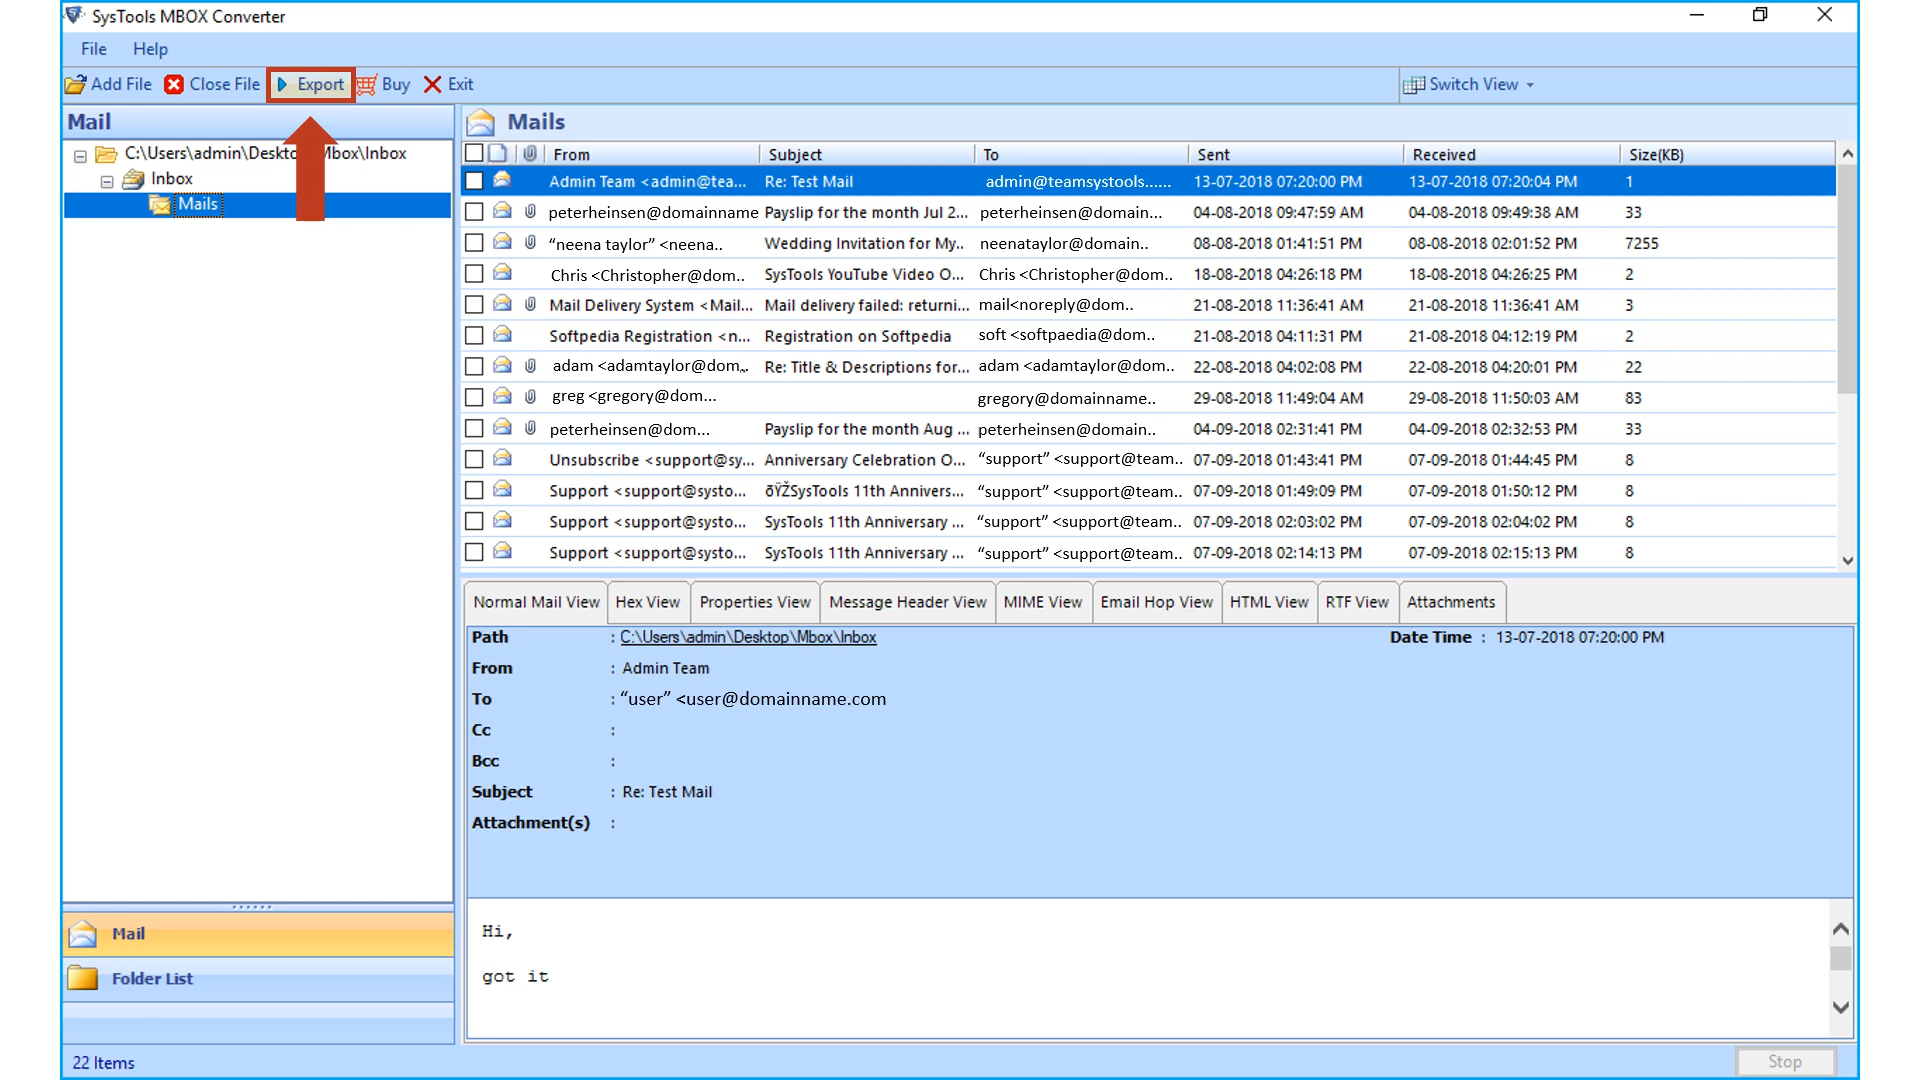 SysTools MBOX Converter
File Help
Add File Close File Export Buy Exit Switch View
Mail
C:\Users\admin\Deskto Mbox\Inbox
Inbox
Mails
Mails
From Subject To Sent Received Size(KB)
Admin Team <admin@tea... Re: Test Mail admin@teamsystools...... 13-07-2018 07:20:00 PM 13-07-2018 07:20:04 PM 1
peterheinsen@domainname Payslip for the month Jul 2... peterheinsen@domain... 04-08-2018 09:47:59 AM 04-08-2018 09:49:38 AM 33
“neena taylor” <neena.. Wedding Invitation for My.. neenataylor@domain.. 08-08-2018 01:41:51 PM 08-08-2018 02:01:52 PM 7255
Chris <Christopher@dom.. SysTools YouTube Video O... Chris <Christopher@dom.. 18-08-2018 04:26:18 PM 18-08-2018 04:26:25 PM 2
Mail Delivery System <Mail... Mail delivery failed: returni... mail<noreply@dom.. 21-08-2018 11:36:41 AM 21-08-2018 11:36:41 AM 3
Softpedia Registration <n... Registration on Softpedia soft <softpaedia@dom.. 21-08-2018 04:11:31 PM 21-08-2018 04:12:19 PM 2
adam <adamtaylor@dom.. Re: Title & Descriptions for... adam <adamtaylor@dom.. 22-08-2018 04:02:08 PM 22-08-2018 04:20:01 PM 22
greg <gregory@dom... gregory@domainname.. 29-08-2018 11:49:04 AM 29-08-2018 11:50:03 AM 83
peterheinsen@dom... Payslip for the month Aug ... peterheinsen@domain.. 04-09-2018 02:31:41 PM 04-09-2018 02:32:53 PM 33
Unsubscribe <support@sy... Anniversary Celebration O... “support” <support@team.. 07-09-2018 01:43:41 PM 07-09-2018 01:44:45 PM 8
Support <support@systo... ðŸŽSysTools 11th Annivers... “support” <support@team.. 07-09-2018 01:49:09 PM 07-09-2018 01:50:12 PM 8
Support <support@systo... SysTools 11th Anniversary ... “support” <support@team.. 07-09-2018 02:03:02 PM 07-09-2018 02:04:02 PM 8
Support <support@systo... SysTools 11th Anniversary ... “support” <support@team.. 07-09-2018 02:14:13 PM 07-09-2018 02:15:13 PM 8
Normal Mail View Hex View Properties View Message Header View MIME View Email Hop View HTML View RTF View Attachments
Path : C:\Users\admin\Desktop\Mbox\Inbox Date Time : 13-07-2018 07:20:00 PM
From : Admin Team
To : “user” <user@domainname.com
Cc :
Bcc :
Subject : Re: Test Mail
Attachment(s) :
Hi,
got it
Mail
Folder List
22 Items
Stop